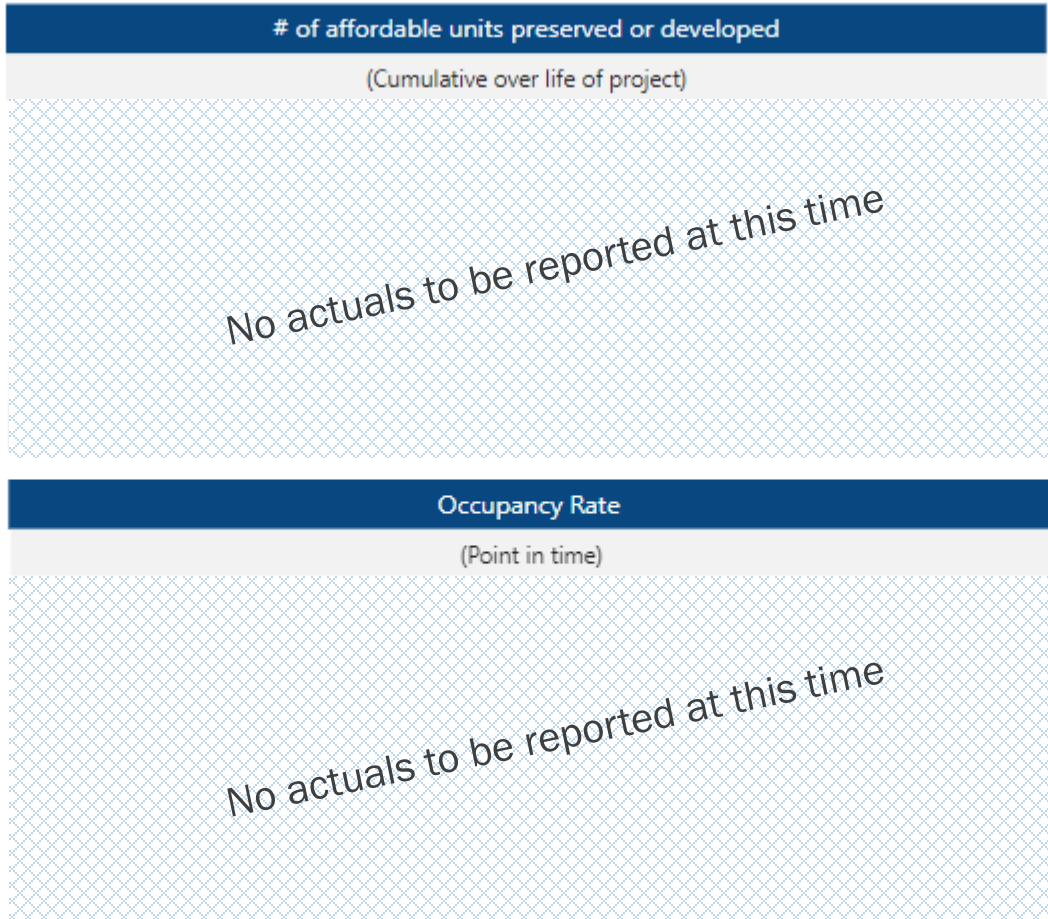 # of affordable units preserved or developed
(Cumulative over life of project)
No actuals to be reported at this time
Occupancy Rate
(Point in time)
No actuals to be reported at this time